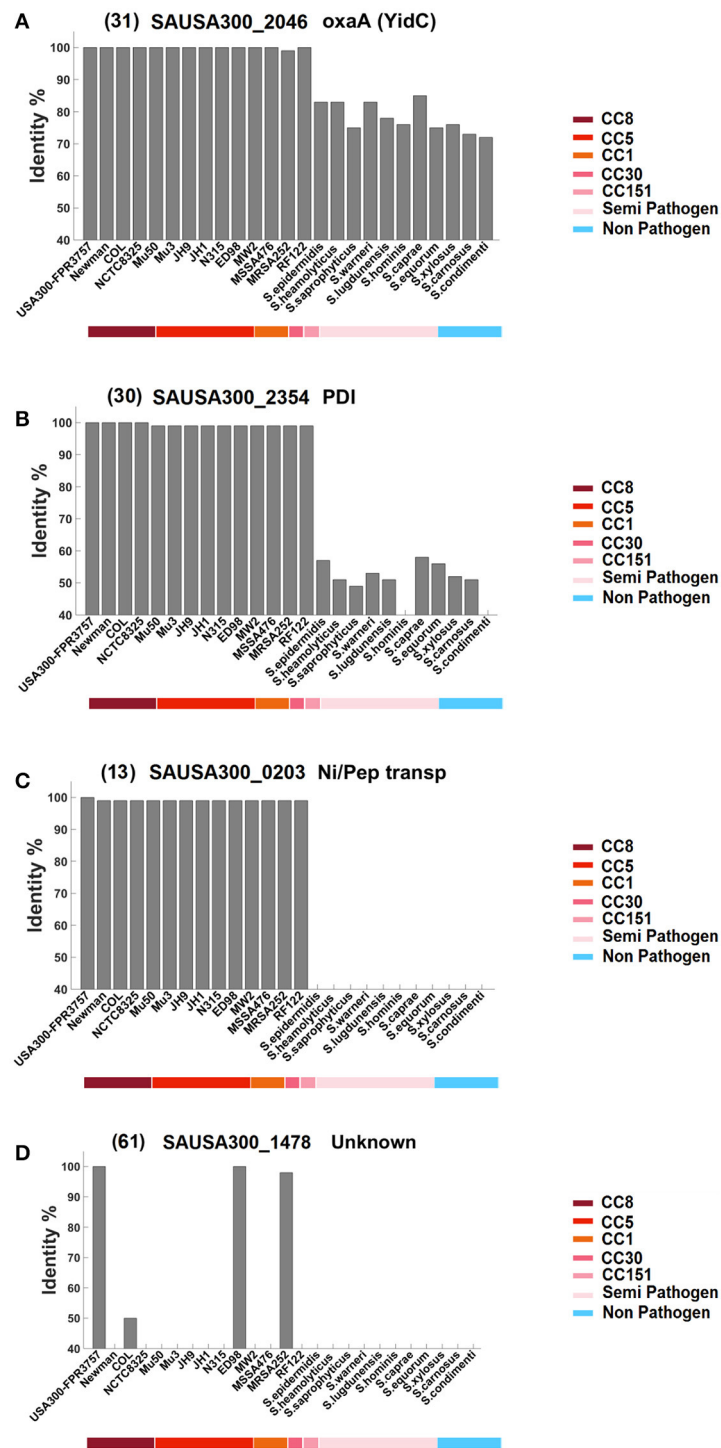 A
(31) SAUSA300_2046 oxaA (YidC)
Identity %
100
90
80
70
60
50
40
USA300-FPR3757
Newman
COL
NCTC8325
Mu50
Mu3
JH9
JH1
N315
ED98
MW2
MSSA476
MRSA252
RF122
S.epidermidis
S.heamolyticus
S.saprophyticus
S.warneri
S.lugdunensis
S.hominis
S.caprae
S.equorum
S.xylosus
S.carnosus
S.condimenti
CC8
CC5
CC1
CC30
CC151
Semi Pathogen
Non Pathogen
B
(30) SAUSA300_2354 PDI
Identity %
100
90
80
70
60
50
40
USA300-FPR3757
Newman
COL
NCTC8325
Mu50
Mu3
JH9
JH1
N315
ED98
MW2
MSSA476
MRSA252
RF122
S.epidermidis
S.heamolyticus
S.saprophyticus
S.warneri
S.lugdunensis
S.hominis
S.caprae
S.equorum
S.xylosus
S.carnosus
S.condimenti
CC8
CC5
CC1
CC30
CC151
Semi Pathogen
Non Pathogen
C
(13) SAUSA300_0203 Ni/Pep transp
Identity %
100
90
80
70
60
50
40
USA300-FPR3757
Newman
COL
NCTC8325
Mu50
Mu3
JH9
JH1
N315
ED98
MW2
MSSA476
MRSA252
RF122
S.epidermidis
S.heamolyticus
S.saprophyticus
S.warneri
S.lugdunensis
S.hominis
S.caprae
S.equorum
S.xylosus
S.carnosus
S.condimenti
CC8
CC5
CC1
CC30
CC151
Semi Pathogen
Non Pathogen
D
(61) SAUSA300_1478 Unknown
Identity %
100
90
80
70
60
50
40
USA300-FPR3757
Newman
COL
NCTC8325
Mu50
Mu3
JH9
JH1
N315
ED98
MW2
MSSA476
MRSA252
RF122
S.epidermidis
S.heamolyticus
S.saprophyticus
S.warneri
S.lugdunensis
S.hominis
S.caprae
S.equorum
S.xylosus
S.carnosus
S.condimenti
CC8
CC5
CC1
CC30
CC151
Semi Pathogen
Non Pathogen